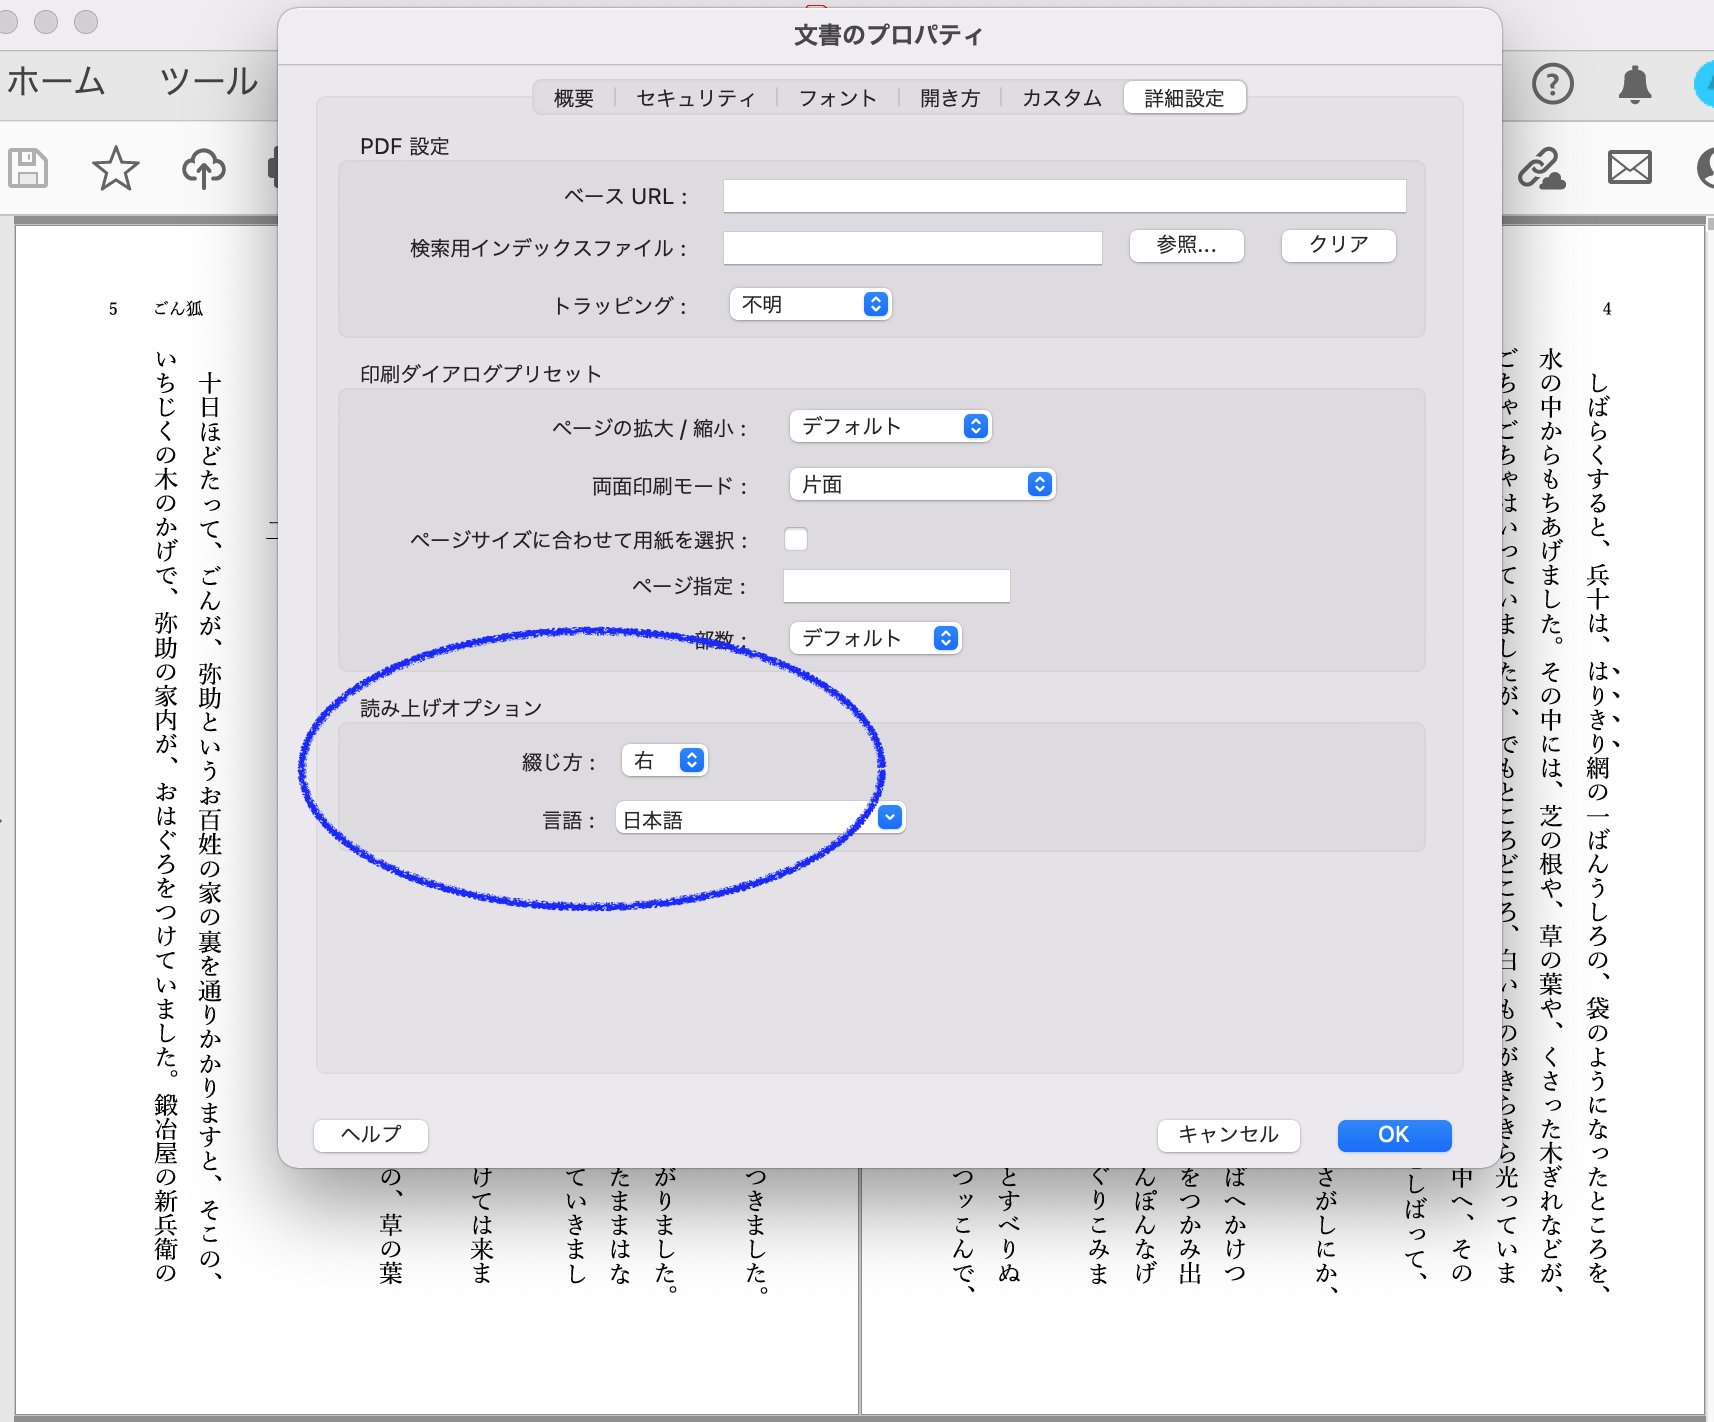 文書のプロパティ
ホーム ツール
概要 セキュリティ フォント 開き方 カスタム 詳細設定
PDF 設定
ベース URL :
検索用インデックスファイル : 参照... クリア
トラッピング : 不明
印刷ダイアログプリセット
ページの拡大 / 縮小 : デフォルト
両面印刷モード : 片面
ページサイズに合わせて用紙を選択 :
ページ指定 :
部数 : デフォルト
読み上げオプション
綴じ方 : 右
言語 : 日本語
ヘルプ キャンセル OK
4
しばらくすると、兵十は、はりきり網の一ばんうしろの、袋のようになったところを、
水の中からもちあげました。その中には、芝の根や、草の葉や、くさった木ぎれなどが、
ごちゃごちゃはいっていましたが、でもところどころ、白いものがきらきら光っていま
中へ、その
しばって、
さがしにか、
ばへかけつ
をつかみ出
んぽんなげ
ぐりこみま
とすべりぬ
つッこんで、
5 ごん狐
つきました。
がりました。
たままはな
ていきまし
けては来ま
の、草の葉
二
十日ほどたって、ごんが、弥助というお百姓の家の裏を通りかかりますと、そこの、
いちじくの木のかげで、弥助の家内が、おはぐろをつけていました。鍛冶屋の新兵衛の